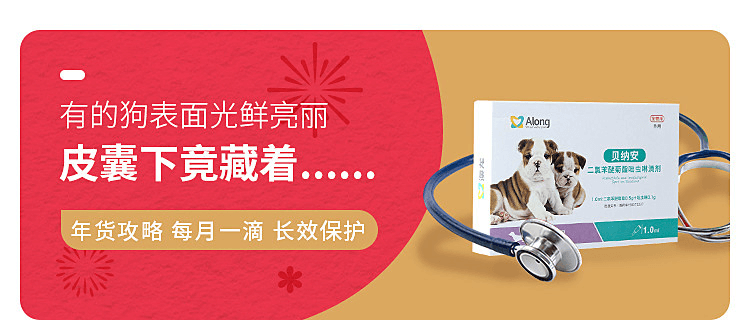 有的狗表面光鲜亮丽
皮囊下竟藏着......
年货攻略 每月一滴 长效保护
Along
贝纳安
二氯苯醚菊酯吡虫啉滴剂
1.0ml